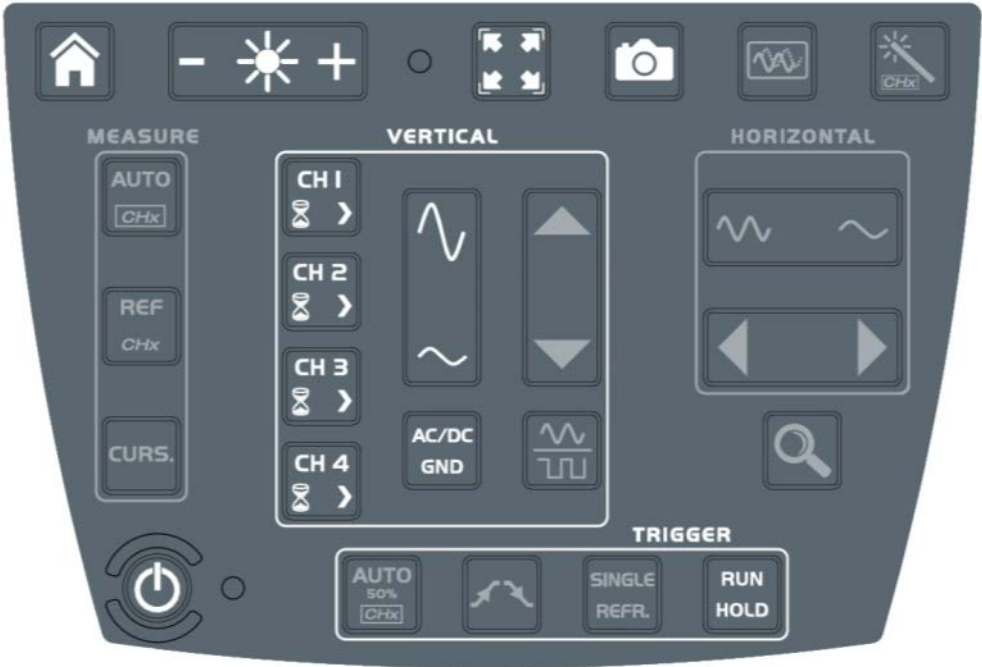 CHx
MEASURE
VERTICAL
HORIZONTAL
AUTO
CHx
REF
CHx
CURS.
CH 1
CH 2
CH 3
CH 4
AC/DC
GND
TRIGGER
AUTO
50%
CHx
SINGLE
REFR.
RUN
HOLD